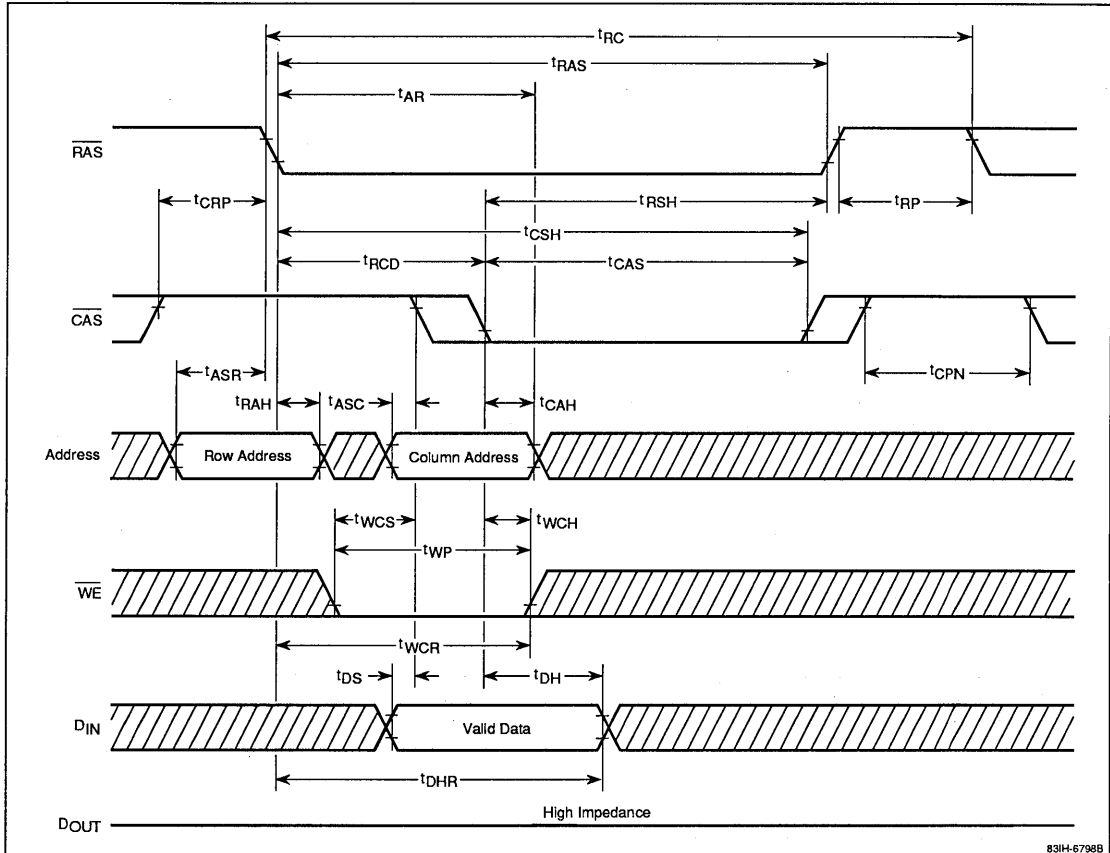 tRC
tRAS
tAR
RAS
tCRP
tRSH
tRP
tCSH
tRCD
tCAS
CAS
tASR
tCPN
tRAH
tASC
tCAH
Address
Row Address
Column Address
tWCS
tWCH
tWP
WE
tWCR
tDS
tDH
DIN
Valid Data
tDHR
High Impedance
DOUT
83IH-6798B